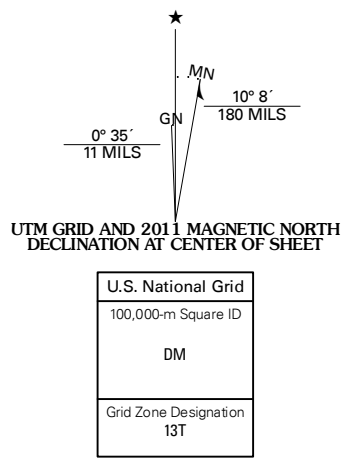 MN
10° 8´
180 MILS
GN
0° 35´
11 MILS
UTM GRID AND 2011 MAGNETIC NORTH
DECLINATION AT CENTER OF SHEET
U.S. National Grid
100,000-m Square ID
DM
Grid Zone Designation
13T